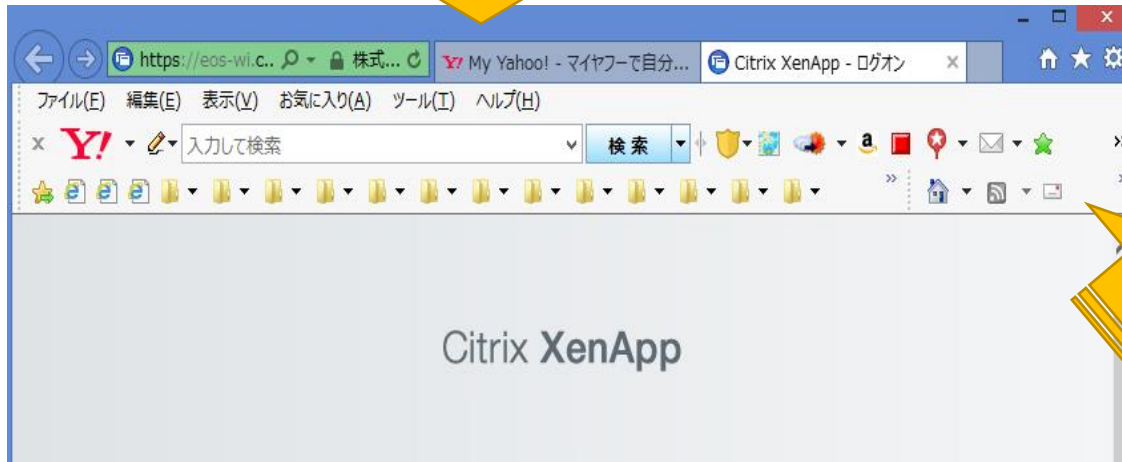 https://eos-wi.c.. 株式... My Yahoo! - マイヤフーで自分... Citrix XenApp - ログオン
ファイル(F) 編集(E) 表示(V) お気に入り(A) ツール(T) ヘルプ(H)
Y! 入力して検索 検索
Citrix XenApp